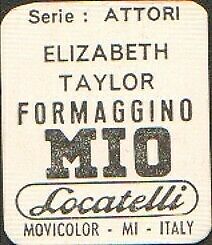 Serie : ATTORI
ELIZABETH
TAYLOR
FORMAGGINO
MIO
Locatelli
MOVICOLOR - MI - ITALY